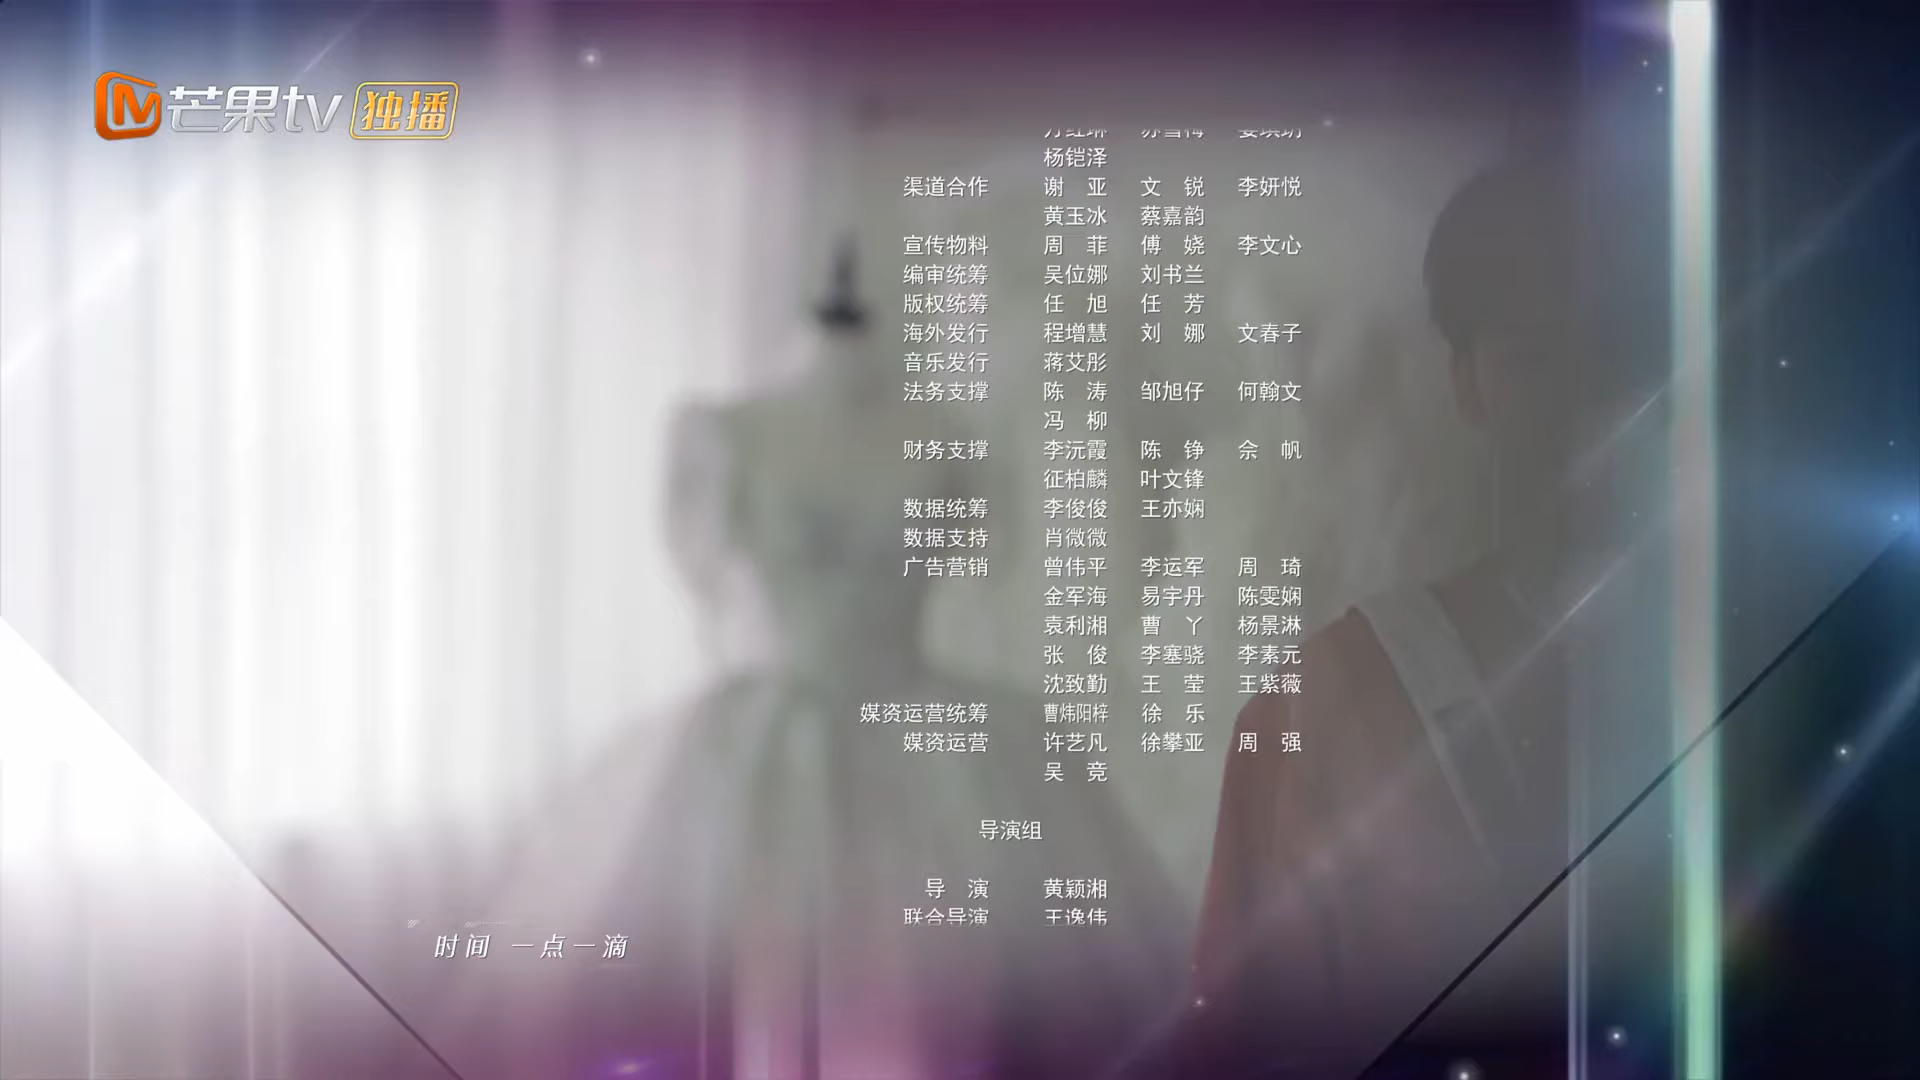 芒果tv 独播
杨铠泽
渠道合作 谢 亚 文 锐 李妍悦
黄玉冰 蔡嘉韵
宣传物料 周 菲 傅 娆 李文心
编审统筹 吴位娜 刘书兰
版权统筹 任 旭 任 芳
海外发行 程增慧 刘 娜 文春子
音乐发行 蒋艾彤
法务支撑 陈 涛 邹旭仔 何翰文
冯 柳
财务支撑 李沅霞 陈 铮 佘 帆
征柏麟 叶文锋
数据统筹 李俊俊 王亦娴
数据支持 肖微微
广告营销 曾伟平 李运军 周 琦
金军海 易宇丹 陈雯娴
袁利湘 曹 丫 杨景淋
张 俊 李塞骁 李素元
沈致勤 王 莹 王紫薇
媒资运营统筹 曹炜阳梓 徐 乐
媒资运营 许艺凡 徐攀亚 周 强
吴 竞
导演组
导 演 黄颖湘
联合导演 王逸伟
时间 一点一滴